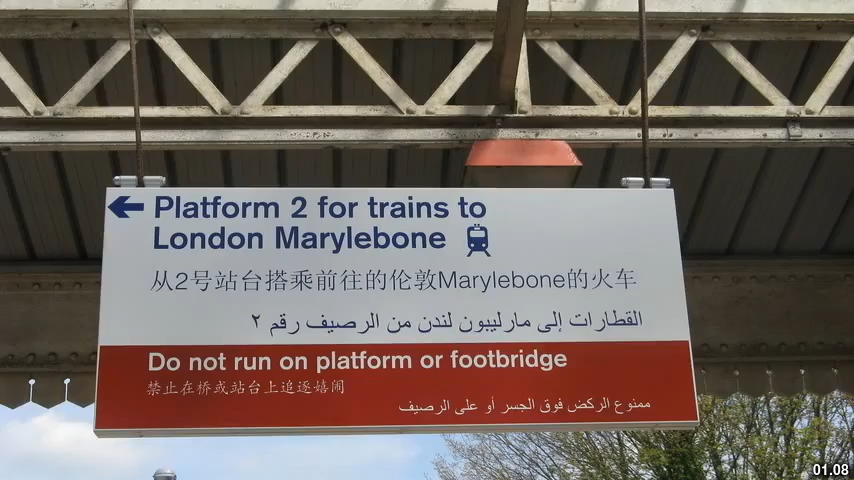 Platform 2 for trains to
London Marylebone
从2号站台搭乘前往的伦敦Marylebone的火车
القطارات إلى مارليبون لندن من الرصيف رقم ٢
Do not run on platform or footbridge
禁止在桥或站台上追逐嬉闹
ممنوع الركض فوق الجسر أو على الرصيف
01.08